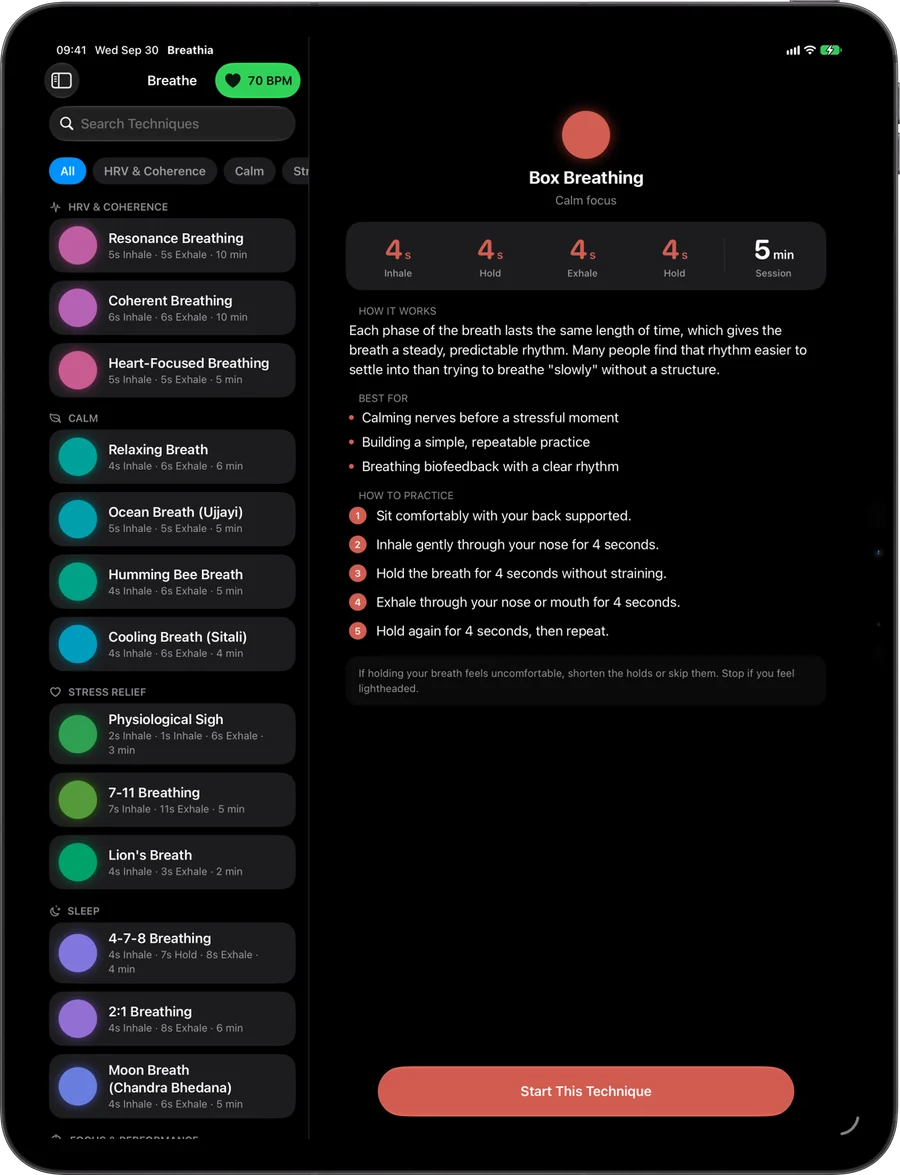 09:41 Wed Sep 30 Breathia
Breathe
70 BPM
Search Techniques
All
HRV & Coherence
Calm
Str
HRV & COHERENCE
Resonance Breathing
5s Inhale · 5s Exhale · 10 min
Coherent Breathing
6s Inhale · 6s Exhale · 10 min
Heart-Focused Breathing
5s Inhale · 5s Exhale · 5 min
CALM
Relaxing Breath
4s Inhale · 6s Exhale · 6 min
Ocean Breath (Ujjayi)
5s Inhale · 5s Exhale · 5 min
Humming Bee Breath
4s Inhale · 6s Exhale · 5 min
Cooling Breath (Sitali)
4s Inhale · 6s Exhale · 4 min
STRESS RELIEF
Physiological Sigh
2s Inhale · 1s Inhale · 6s Exhale ·
3 min
7-11 Breathing
7s Inhale · 11s Exhale · 5 min
Lion's Breath
4s Inhale · 3s Exhale · 2 min
SLEEP
4-7-8 Breathing
4s Inhale · 7s Hold · 8s Exhale ·
4 min
2:1 Breathing
4s Inhale · 8s Exhale · 6 min
Moon Breath
(Chandra Bhedana)
4s Inhale · 6s Exhale · 5 min
FOCUS & PERFORMANCE
Box Breathing
Calm focus
4s 4s 4s 4s 5 min
Inhale Hold Exhale Hold Session
HOW IT WORKS
Each phase of the breath lasts the same length of time, which gives the
breath a steady, predictable rhythm. Many people find that rhythm easier to
settle into than trying to breathe "slowly" without a structure.
BEST FOR
• Calming nerves before a stressful moment
• Building a simple, repeatable practice
• Breathing biofeedback with a clear rhythm
HOW TO PRACTICE
1 Sit comfortably with your back supported.
2 Inhale gently through your nose for 4 seconds.
3 Hold the breath for 4 seconds without straining.
4 Exhale through your nose or mouth for 4 seconds.
5 Hold again for 4 seconds, then repeat.
If holding your breath feels uncomfortable, shorten the holds or skip them. Stop if you feel
lightheaded.
Start This Technique